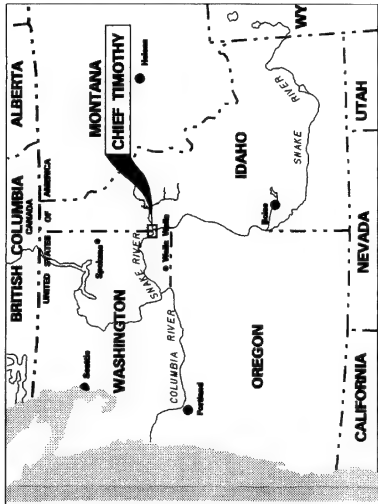 BRITISH COLUMBIA
ALBERTA
CANADA
UNITED STATES OF AMERICA
MONTANA
CHIEF TIMOTHY
Helena
Spokane
Seattle
WASHINGTON
SNAKE RIVER
Walla Walla
COLUMBIA RIVER
Portland
IDAHO
SNAKE RIVER
Boise
WY
OREGON
CALIFORNIA
NEVADA
UTAH